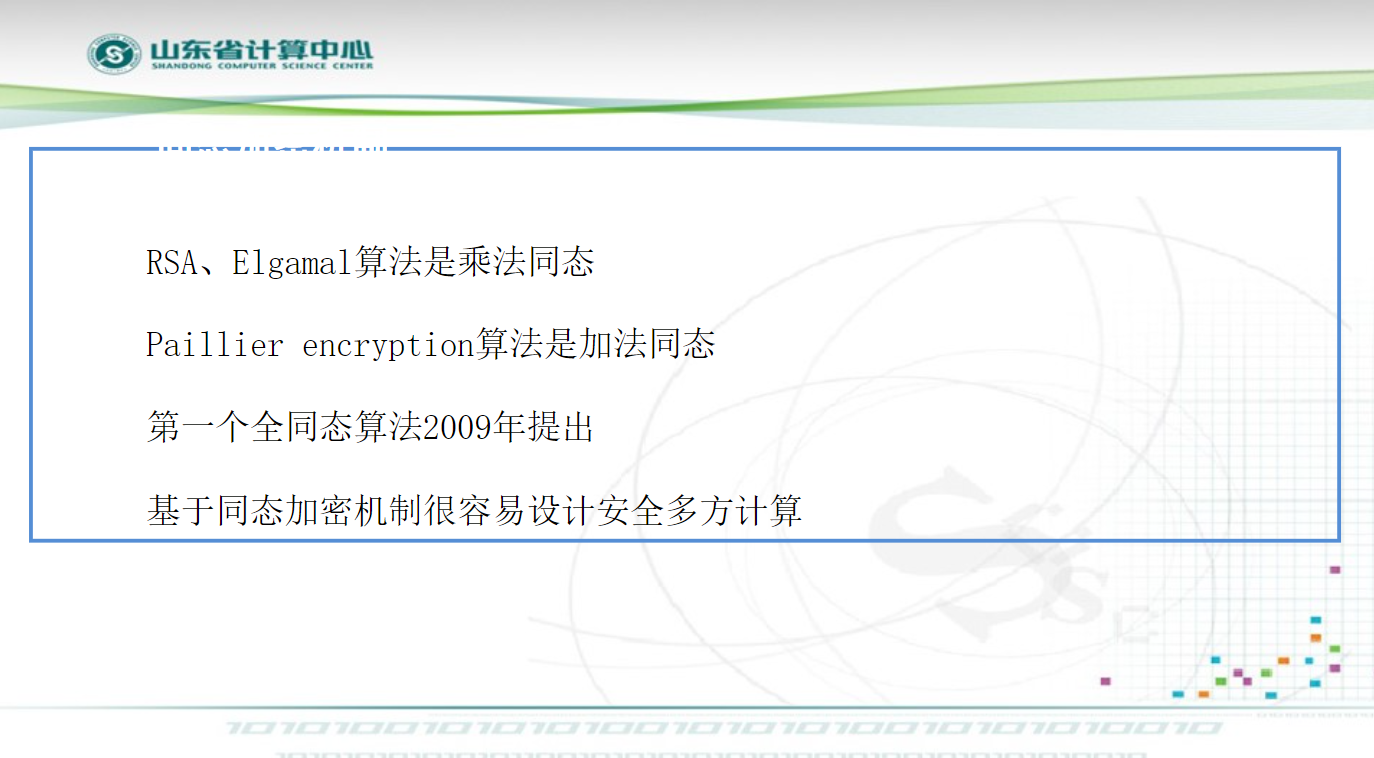 山东省计算中心
SHANDONG COMPUTER SCIENCE CENTER
RSA、Elgamal算法是乘法同态
Paillier encryption算法是加法同态
第一个全同态算法2009年提出
基于同态加密机制很容易设计安全多方计算